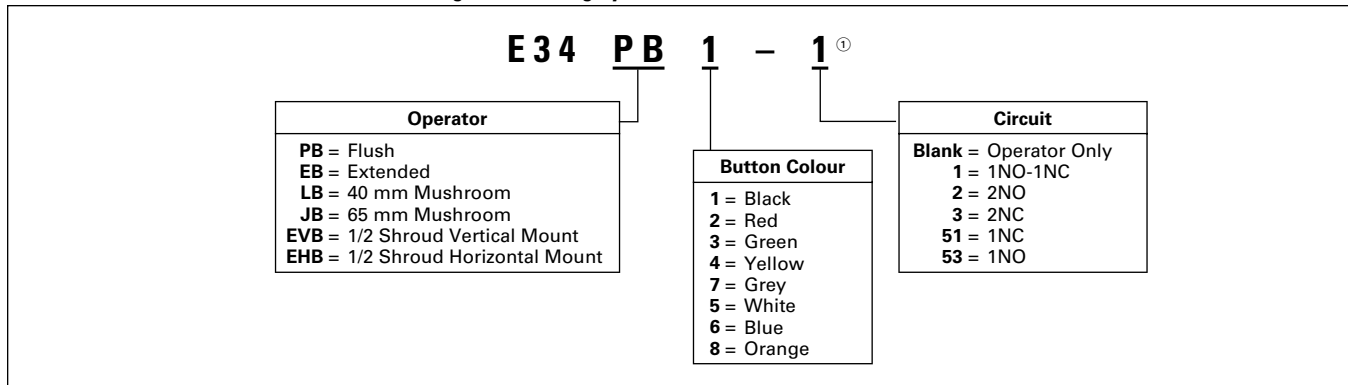 E34 PB 1 – 1 ①
Operator
PB = Flush
EB = Extended
LB = 40 mm Mushroom
JB = 65 mm Mushroom
EVB = 1/2 Shroud Vertical Mount
EHB = 1/2 Shroud Horizontal Mount
Button Colour
1 = Black
2 = Red
3 = Green
4 = Yellow
7 = Grey
5 = White
6 = Blue
8 = Orange
Circuit
Blank = Operator Only
1 = 1NO-1NC
2 = 2NO
3 = 2NC
51 = 1NC
53 = 1NO